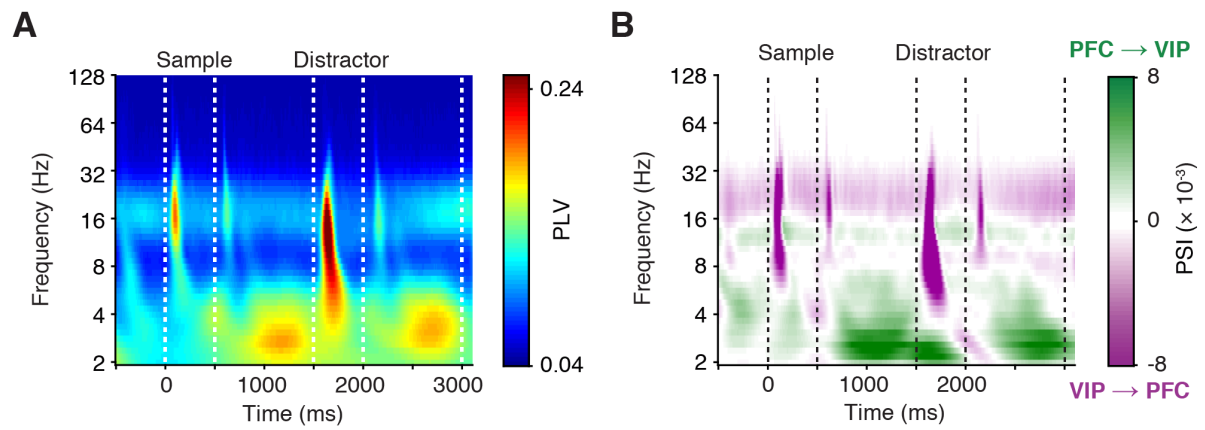 A
Sample
Distractor
128
64
32
16
8
4
2
Frequency (Hz)
0
1000
2000
3000
Time (ms)
0.24
0.04
PLV
B
Sample
Distractor
PFC → VIP
128
64
32
16
8
4
2
Frequency (Hz)
0
1000
2000
Time (ms)
8
0
-8
PSI (× 10⁻³)
VIP → PFC